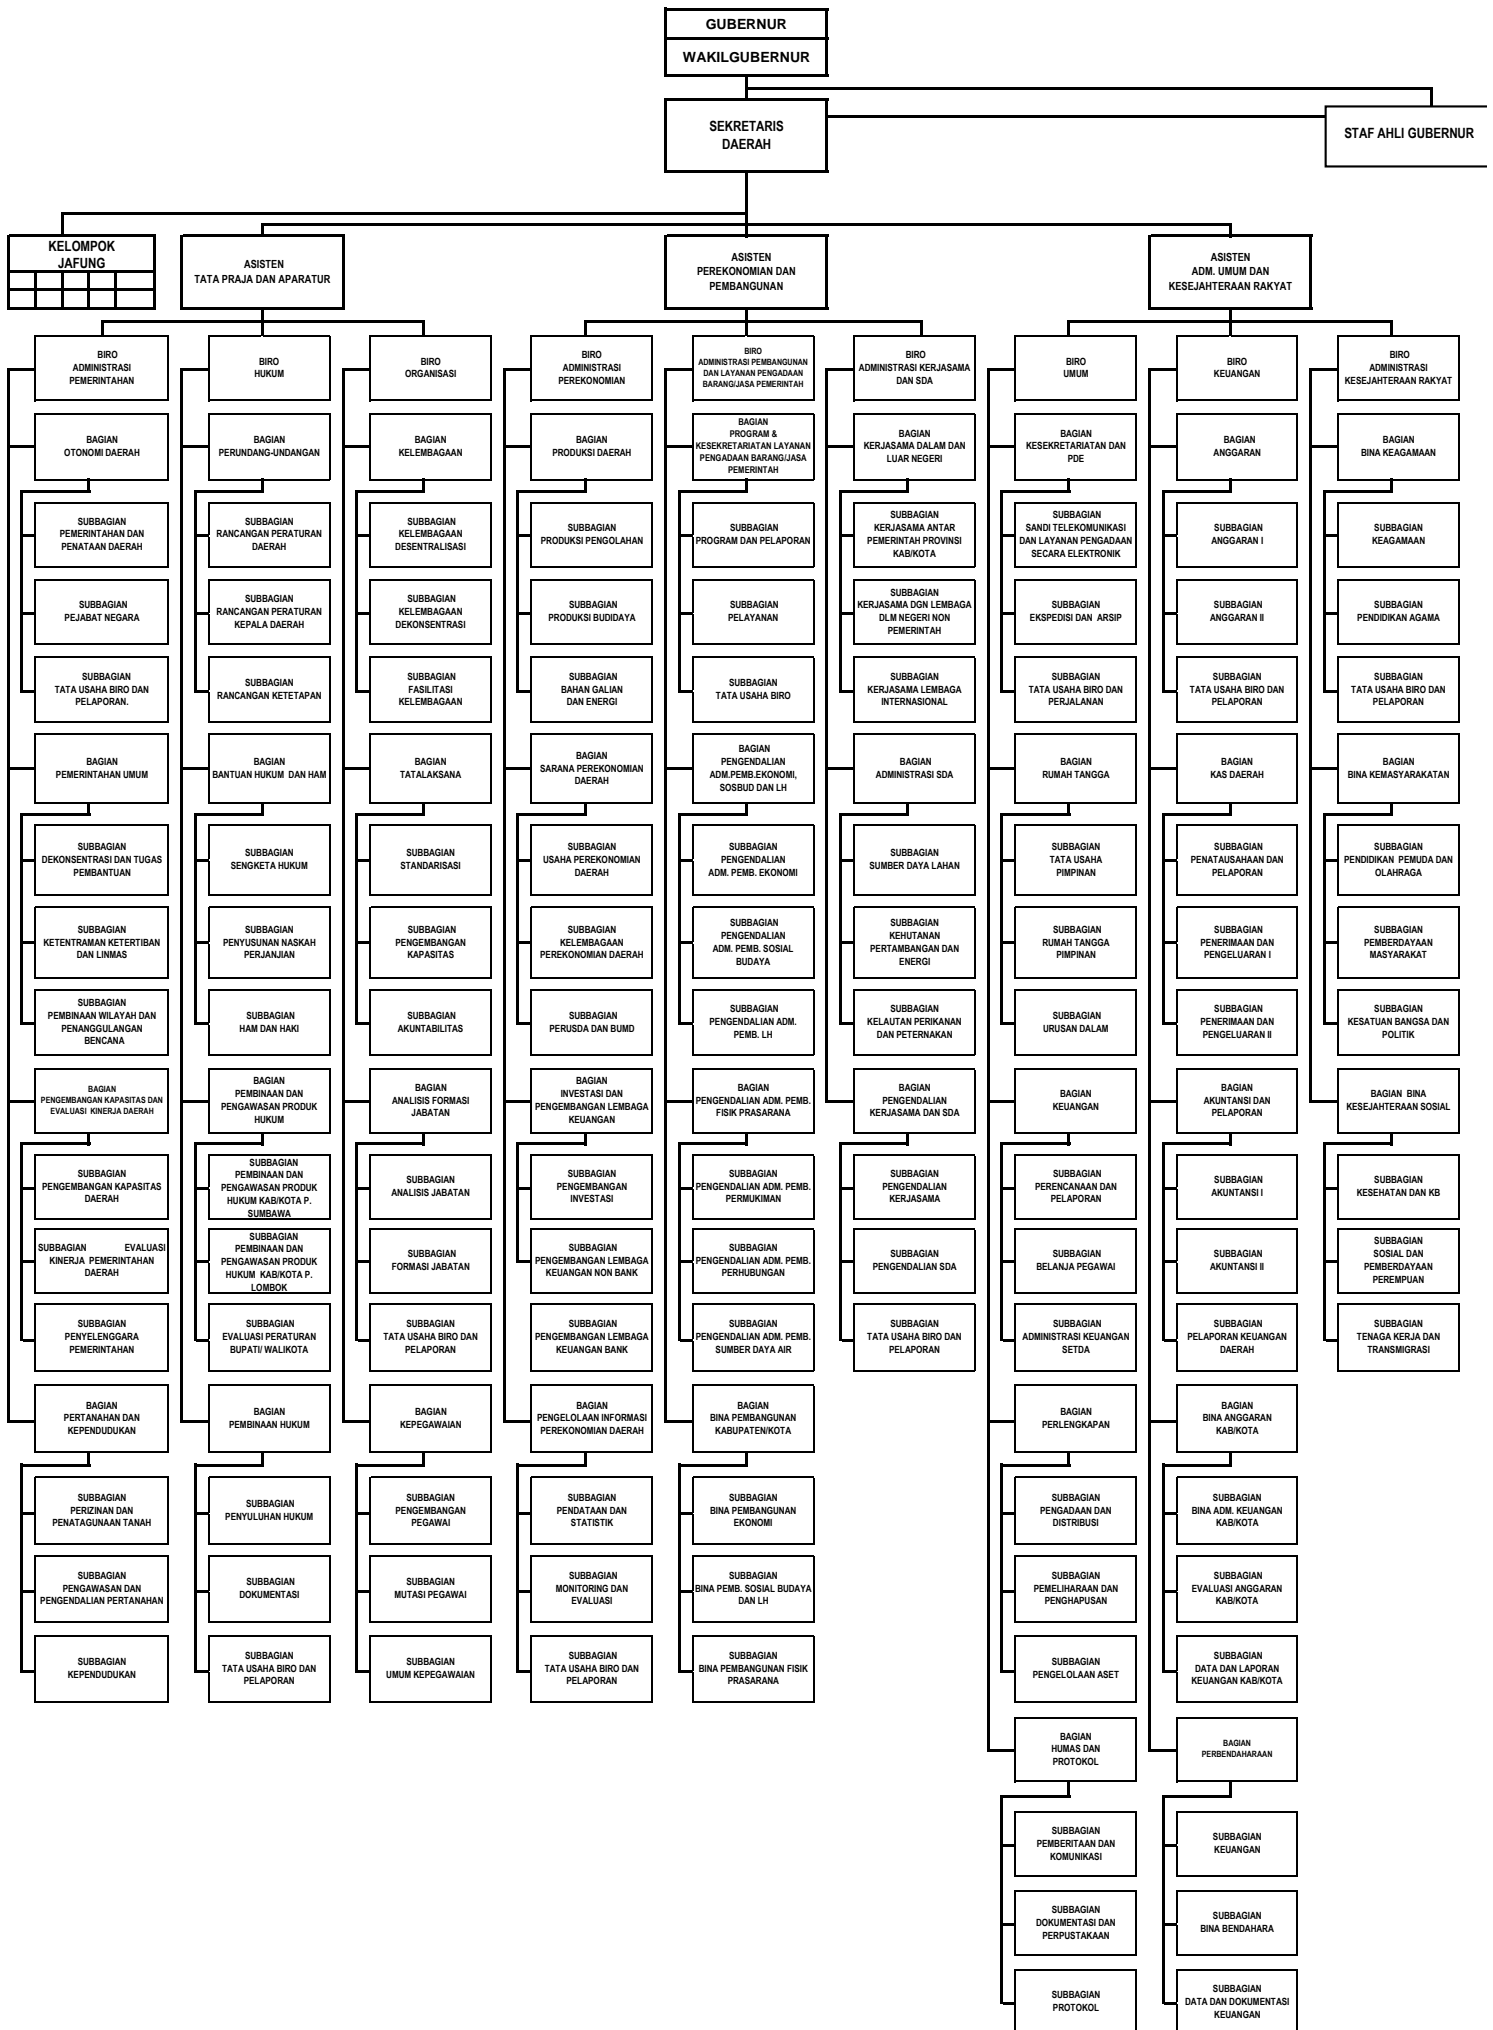 GUBERNUR
WAKILGUBERNUR
SEKRETARIS
DAERAH
STAF AHLI GUBERNUR
KELOMPOK
JAFUNG
ASISTEN
TATA PRAJA DAN APARATUR
ASISTEN
PEREKONOMIAN DAN
PEMBANGUNAN
ASISTEN
ADM. UMUM DAN
KESEJAHTERAAN RAKYAT
BIRO
ADMINISTRASI
PEMERINTAHAN
BAGIAN
OTONOMI DAERAH
SUBBAGIAN
PEMERINTAHAN DAN
PENATAAN DAERAH
SUBBAGIAN
PEJABAT NEGARA
SUBBAGIAN
TATA USAHA BIRO DAN
PELAPORAN.
BAGIAN
PEMERINTAHAN UMUM
SUBBAGIAN
DEKONSENTRASI DAN TUGAS
PEMBANTUAN
SUBBAGIAN
KETENTRAMAN KETERTIBAN
DAN LINMAS
SUBBAGIAN
PEMBINAAN WILAYAH DAN
PENANGGULANGAN
BENCANA
BAGIAN
PENGEMBANGAN KAPASITAS DAN
EVALUASI KINERJA DAERAH
SUBBAGIAN
PENGEMBANGAN KAPASITAS
DAERAH
SUBBAGIAN EVALUASI
KINERJA PEMERINTAHAN
DAERAH
SUBBAGIAN
PENYELENGGARA
PEMERINTAHAN
BAGIAN
PERTANAHAN DAN
KEPENDUDUKAN
SUBBAGIAN
PERIZINAN DAN
PENATAGUNAAN TANAH
SUBBAGIAN
PENGAWASAN DAN
PENGENDALIAN PERTANAHAN
SUBBAGIAN
KEPENDUDUKAN
BIRO
HUKUM
BAGIAN
PERUNDANG-UNDANGAN
SUBBAGIAN
RANCANGAN PERATURAN
DAERAH
SUBBAGIAN
RANCANGAN PERATURAN
KEPALA DAERAH
SUBBAGIAN
RANCANGAN KETETAPAN
BAGIAN
BANTUAN HUKUM DAN HAM
SUBBAGIAN
SENGKETA HUKUM
SUBBAGIAN
PENYUSUNAN NASKAH
PERJANJIAN
SUBBAGIAN
HAM DAN HAKI
BAGIAN
PEMBINAAN DAN
PENGAWASAN PRODUK
HUKUM
SUBBAGIAN
PEMBINAAN DAN
PENGAWASAN PRODUK
HUKUM KAB/KOTA P.
SUMBAWA
SUBBAGIAN
PEMBINAAN DAN
PENGAWASAN PRODUK
HUKUM KAB/KOTA P.
LOMBOK
SUBBAGIAN
EVALUASI PERATURAN
BUPATI/ WALIKOTA
BAGIAN
PEMBINAAN HUKUM
SUBBAGIAN
PENYULUHAN HUKUM
SUBBAGIAN
DOKUMENTASI
SUBBAGIAN
TATA USAHA BIRO DAN
PELAPORAN
BIRO
ORGANISASI
BAGIAN
KELEMBAGAAN
SUBBAGIAN
KELEMBAGAAN
DESENTRALISASI
SUBBAGIAN
KELEMBAGAAN
DEKONSENTRASI
SUBBAGIAN
FASILITASI
KELEMBAGAAN
BAGIAN
TATALAKSANA
SUBBAGIAN
STANDARISASI
SUBBAGIAN
PENGEMBANGAN
KAPASITAS
SUBBAGIAN
AKUNTABILITAS
BAGIAN
ANALISIS FORMASI
JABATAN
SUBBAGIAN
ANALISIS JABATAN
SUBBAGIAN
FORMASI JABATAN
SUBBAGIAN
TATA USAHA BIRO DAN
PELAPORAN
BAGIAN
KEPEGAWAIAN
SUBBAGIAN
PENGEMBANGAN
PEGAWAI
SUBBAGIAN
MUTASI PEGAWAI
SUBBAGIAN
UMUM KEPEGAWAIAN
BIRO
ADMINISTRASI
PEREKONOMIAN
BAGIAN
PRODUKSI DAERAH
SUBBAGIAN
PRODUKSI PENGOLAHAN
SUBBAGIAN
PRODUKSI BUDIDAYA
SUBBAGIAN
BAHAN GALIAN
DAN ENERGI
BAGIAN
SARANA PEREKONOMIAN
DAERAH
SUBBAGIAN
USAHA PEREKONOMIAN
DAERAH
SUBBAGIAN
KELEMBAGAAN
PEREKONOMIAN DAERAH
SUBBAGIAN
PERUSDA DAN BUMD
BAGIAN
INVESTASI DAN
PENGEMBANGAN LEMBAGA
KEUANGAN
SUBBAGIAN
PENGEMBANGAN
INVESTASI
SUBBAGIAN
PENGEMBANGAN LEMBAGA
KEUANGAN NON BANK
SUBBAGIAN
PENGEMBANGAN LEMBAGA
KEUANGAN BANK
BAGIAN
PENGELOLAAN INFORMASI
PEREKONOMIAN DAERAH
SUBBAGIAN
PENDATAAN DAN
STATISTIK
SUBBAGIAN
MONITORING DAN
EVALUASI
SUBBAGIAN
TATA USAHA BIRO DAN
PELAPORAN
BIRO
ADMINISTRASI PEMBANGUNAN
DAN LAYANAN PENGADAAN
BARANG/JASA PEMERINTAH
BAGIAN
PROGRAM &
KESEKRETARIATAN LAYANAN
PENGADAAN BARANG/JASA
PEMERINTAH
SUBBAGIAN
PROGRAM DAN PELAPORAN
SUBBAGIAN
PELAYANAN
SUBBAGIAN
TATA USAHA BIRO
BAGIAN
PENGENDALIAN
ADM.PEMB.EKONOMI,
SOSBUD DAN LH
SUBBAGIAN
PENGENDALIAN
ADM. PEMB. EKONOMI
SUBBAGIAN
PENGENDALIAN
ADM. PEMB. SOSIAL
BUDAYA
SUBBAGIAN
PENGENDALIAN ADM.
PEMB. LH
BAGIAN
PENGENDALIAN ADM. PEMB.
FISIK PRASARANA
SUBBAGIAN
PENGENDALIAN ADM. PEMB.
PERMUKIMAN
SUBBAGIAN
PENGENDALIAN ADM. PEMB.
PERHUBUNGAN
SUBBAGIAN
PENGENDALIAN ADM. PEMB.
SUMBER DAYA AIR
BAGIAN
BINA PEMBANGUNAN
KABUPATEN/KOTA
SUBBAGIAN
BINA PEMBANGUNAN
EKONOMI
SUBBAGIAN
BINA PEMB. SOSIAL BUDAYA
DAN LH
SUBBAGIAN
BINA PEMBANGUNAN FISIK
PRASARANA
BIRO
ADMINISTRASI KERJASAMA
DAN SDA
BAGIAN
KERJASAMA DALAM DAN
LUAR NEGERI
SUBBAGIAN
KERJASAMA ANTAR
PEMERINTAH PROVINSI
KAB/KOTA
SUBBAGIAN
KERJASAMA DGN LEMBAGA
DLM NEGERI NON
PEMERINTAH
SUBBAGIAN
KERJASAMA LEMBAGA
INTERNASIONAL
BAGIAN
ADMINISTRASI SDA
SUBBAGIAN
SUMBER DAYA LAHAN
SUBBAGIAN
KEHUTANAN
PERTAMBANGAN DAN
ENERGI
SUBBAGIAN
KELAUTAN PERIKANAN
DAN PETERNAKAN
BAGIAN
PENGENDALIAN
KERJASAMA DAN SDA
SUBBAGIAN
PENGENDALIAN
KERJASAMA
SUBBAGIAN
PENGENDALIAN SDA
SUBBAGIAN
TATA USAHA BIRO DAN
PELAPORAN
BIRO
UMUM
BAGIAN
KESEKRETARIATAN DAN
PDE
SUBBAGIAN
SANDI TELEKOMUNIKASI
DAN LAYANAN PENGADAAN
SECARA ELEKTRONIK
SUBBAGIAN
EKSPEDISI DAN ARSIP
SUBBAGIAN
TATA USAHA BIRO DAN
PERJALANAN
BAGIAN
RUMAH TANGGA
SUBBAGIAN
TATA USAHA
PIMPINAN
SUBBAGIAN
RUMAH TANGGA
PIMPINAN
SUBBAGIAN
URUSAN DALAM
BAGIAN
KEUANGAN
SUBBAGIAN
PERENCANAAN DAN
PELAPORAN
SUBBAGIAN
BELANJA PEGAWAI
SUBBAGIAN
ADMINISTRASI KEUANGAN
SETDA
BAGIAN
PERLENGKAPAN
SUBBAGIAN
PENGADAAN DAN
DISTRIBUSI
SUBBAGIAN
PEMELIHARAAN DAN
PENGHAPUSAN
SUBBAGIAN
PENGELOLAAN ASET
BAGIAN
HUMAS DAN
PROTOKOL
SUBBAGIAN
PEMBERITAAN DAN
KOMUNIKASI
SUBBAGIAN
DOKUMENTASI DAN
PERPUSTAKAAN
SUBBAGIAN
PROTOKOL
BIRO
KEUANGAN
BAGIAN
ANGGARAN
SUBBAGIAN
ANGGARAN I
SUBBAGIAN
ANGGARAN II
SUBBAGIAN
TATA USAHA BIRO DAN
PELAPORAN
BAGIAN
KAS DAERAH
SUBBAGIAN
PENATAUSAHAAN DAN
PELAPORAN
SUBBAGIAN
PENERIMAAN DAN
PENGELUARAN I
SUBBAGIAN
PENERIMAAN DAN
PENGELUARAN II
BAGIAN
AKUNTANSI DAN
PELAPORAN
SUBBAGIAN
AKUNTANSI I
SUBBAGIAN
AKUNTANSI II
SUBBAGIAN
PELAPORAN KEUANGAN
DAERAH
BAGIAN
BINA ANGGARAN
KAB/KOTA
SUBBAGIAN
BINA ADM. KEUANGAN
KAB/KOTA
SUBBAGIAN
EVALUASI ANGGARAN
KAB/KOTA
SUBBAGIAN
DATA DAN LAPORAN
KEUANGAN KAB/KOTA
BAGIAN
PERBENDAHARAAN
SUBBAGIAN
KEUANGAN
SUBBAGIAN
BINA BENDAHARA
SUBBAGIAN
DATA DAN DOKUMENTASI
KEUANGAN
BIRO
ADMINISTRASI
KESEJAHTERAAN RAKYAT
BAGIAN
BINA KEAGAMAAN
SUBBAGIAN
KEAGAMAAN
SUBBAGIAN
PENDIDIKAN AGAMA
SUBBAGIAN
TATA USAHA BIRO DAN
PELAPORAN
BAGIAN
BINA KEMASYARAKATAN
SUBBAGIAN
PENDIDIKAN PEMUDA DAN
OLAHRAGA
SUBBAGIAN
PEMBERDAYAAN
MASYARAKAT
SUBBAGIAN
KESATUAN BANGSA DAN
POLITIK
BAGIAN BINA
KESEJAHTERAAN SOSIAL
SUBBAGIAN
KESEHATAN DAN KB
SUBBAGIAN
SOSIAL DAN
PEMBERDAYAAN
PEREMPUAN
SUBBAGIAN
TENAGA KERJA DAN
TRANSMIGRASI